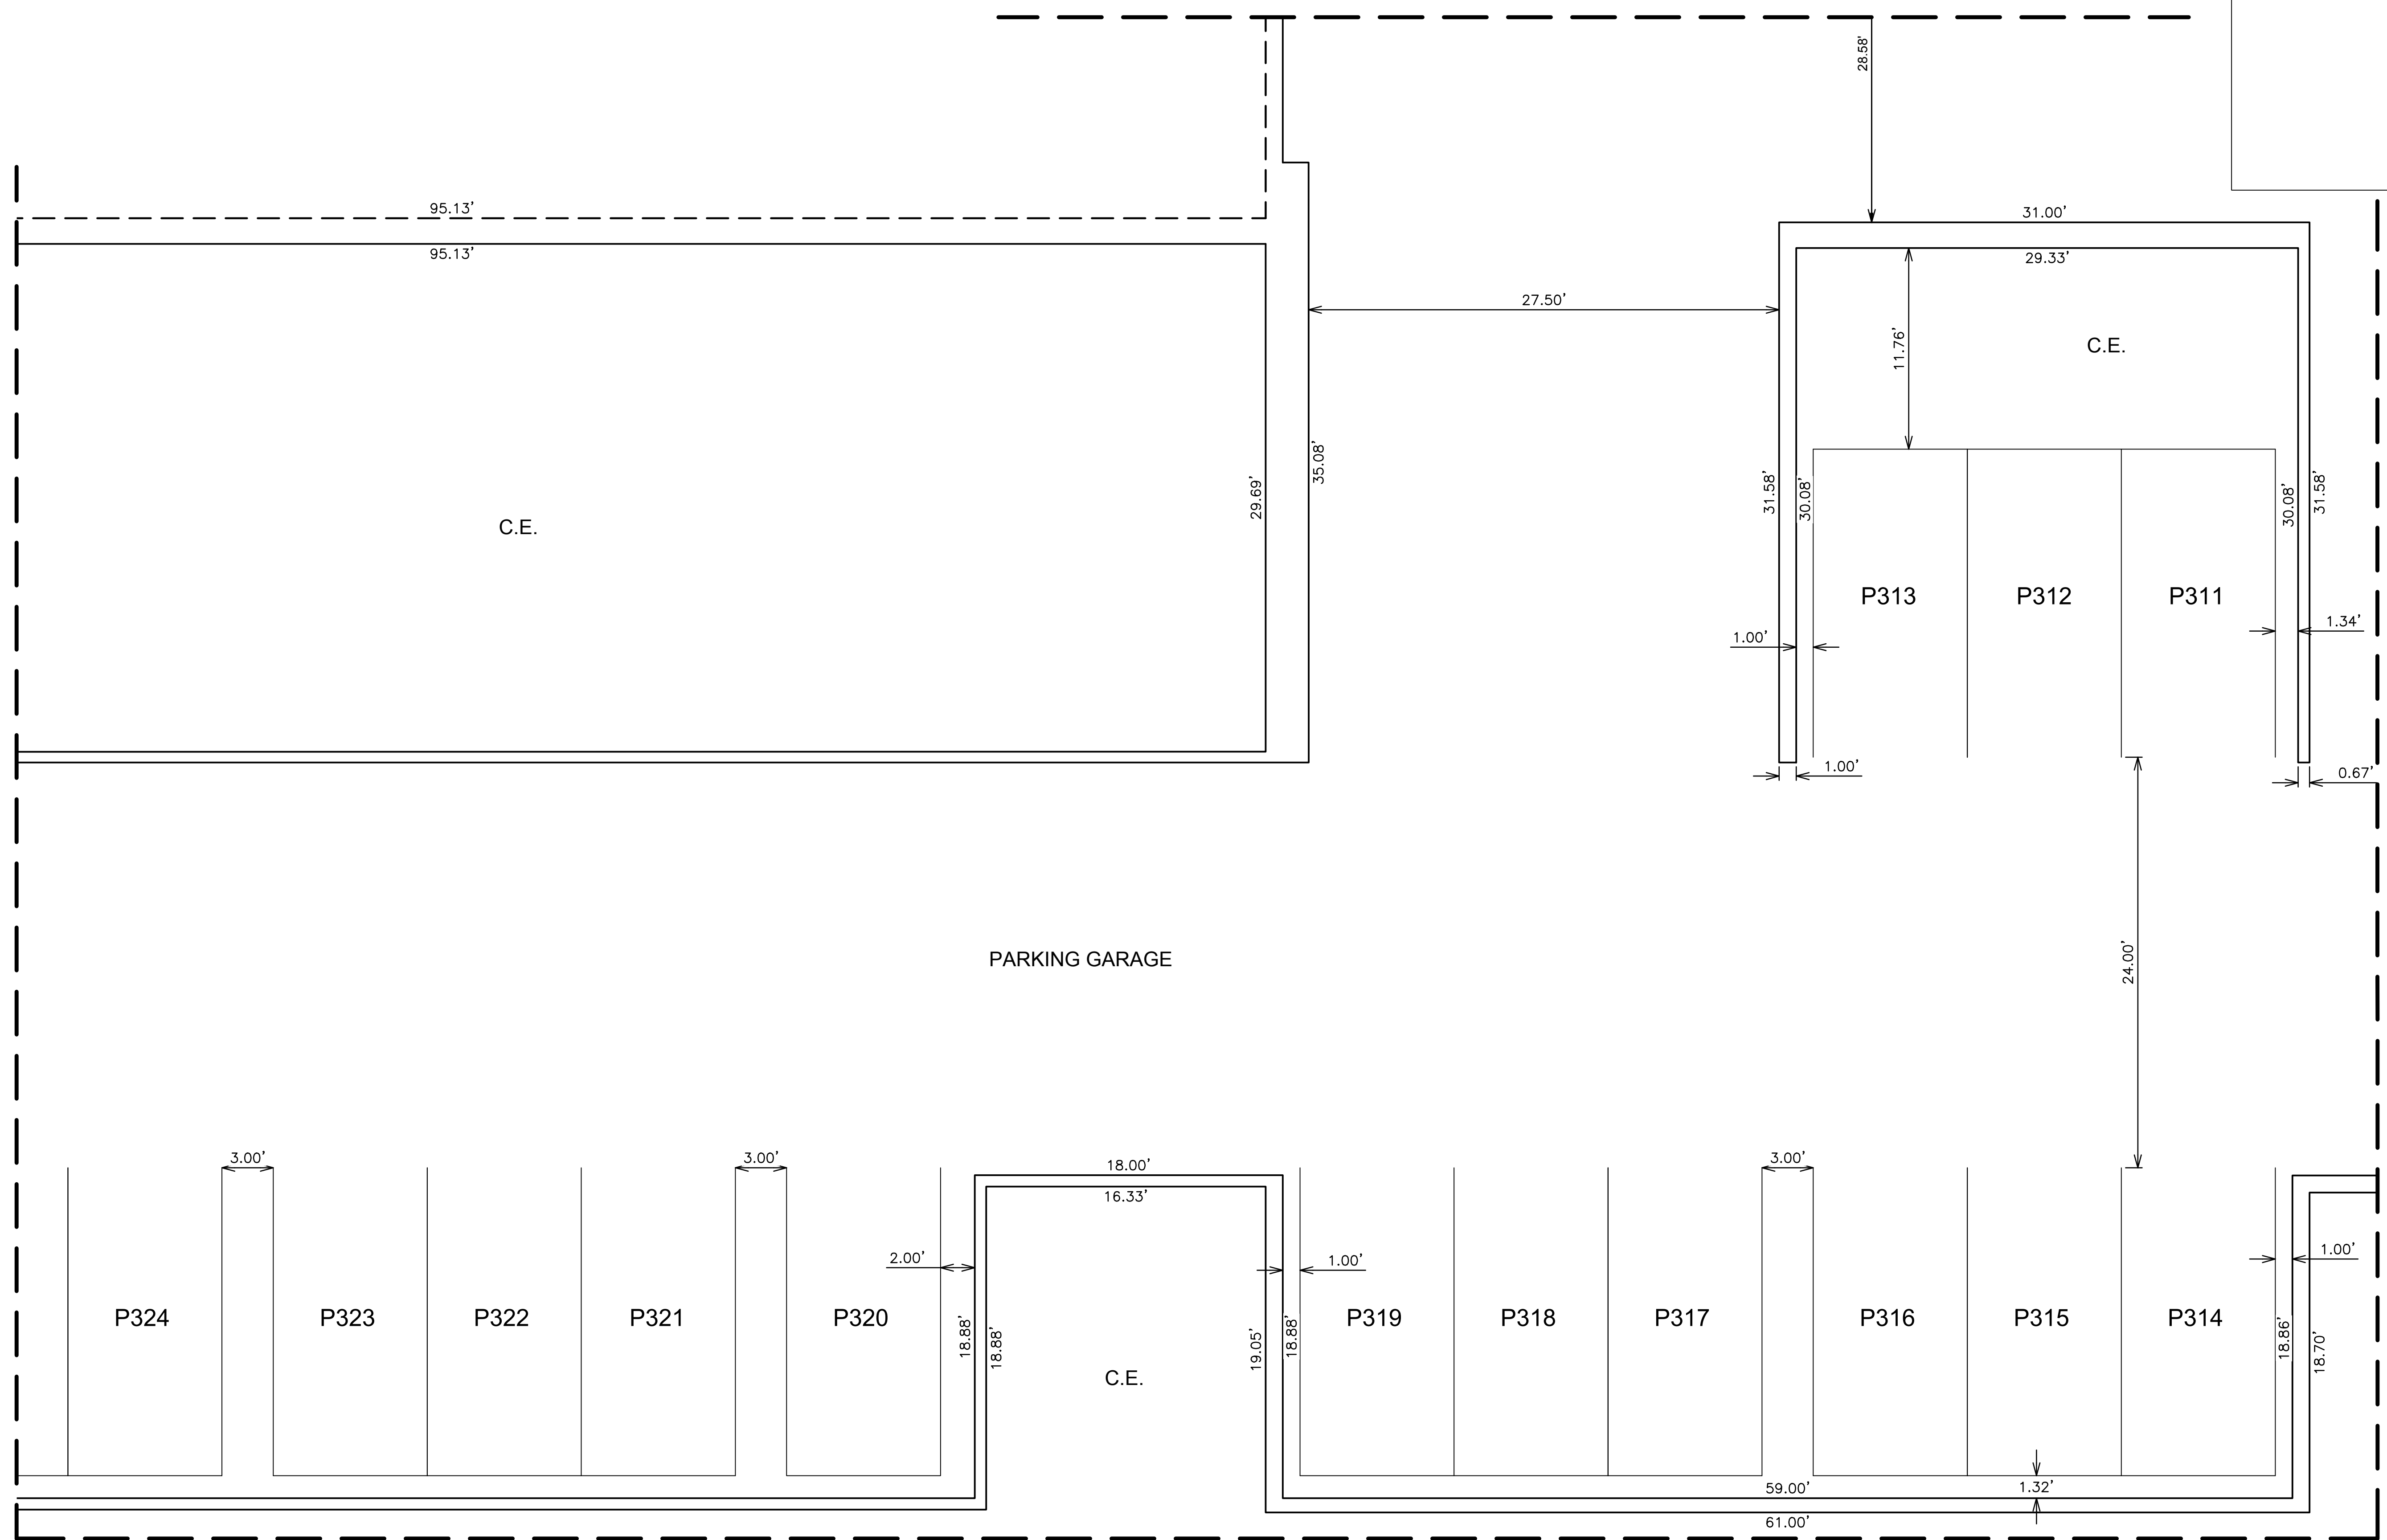 28.58'
95.13'
31.00'
95.13'
29.33'
27.50'
11.76'
C.E.
35.08'
29.69'
31.58'
30.08'
30.08'
31.58'
C.E.
P313
P312
P311
1.34'
1.00'
1.00'
0.67'
PARKING GARAGE
24.00'
3.00'
3.00'
18.00'
3.00'
16.33'
2.00'
1.00'
1.00'
P324
P323
P322
P321
P320
18.88'
18.88'
19.05'
18.88'
P319
P318
P317
P316
P315
P314
18.86'
18.70'
C.E.
59.00'
1.32'
61.00'